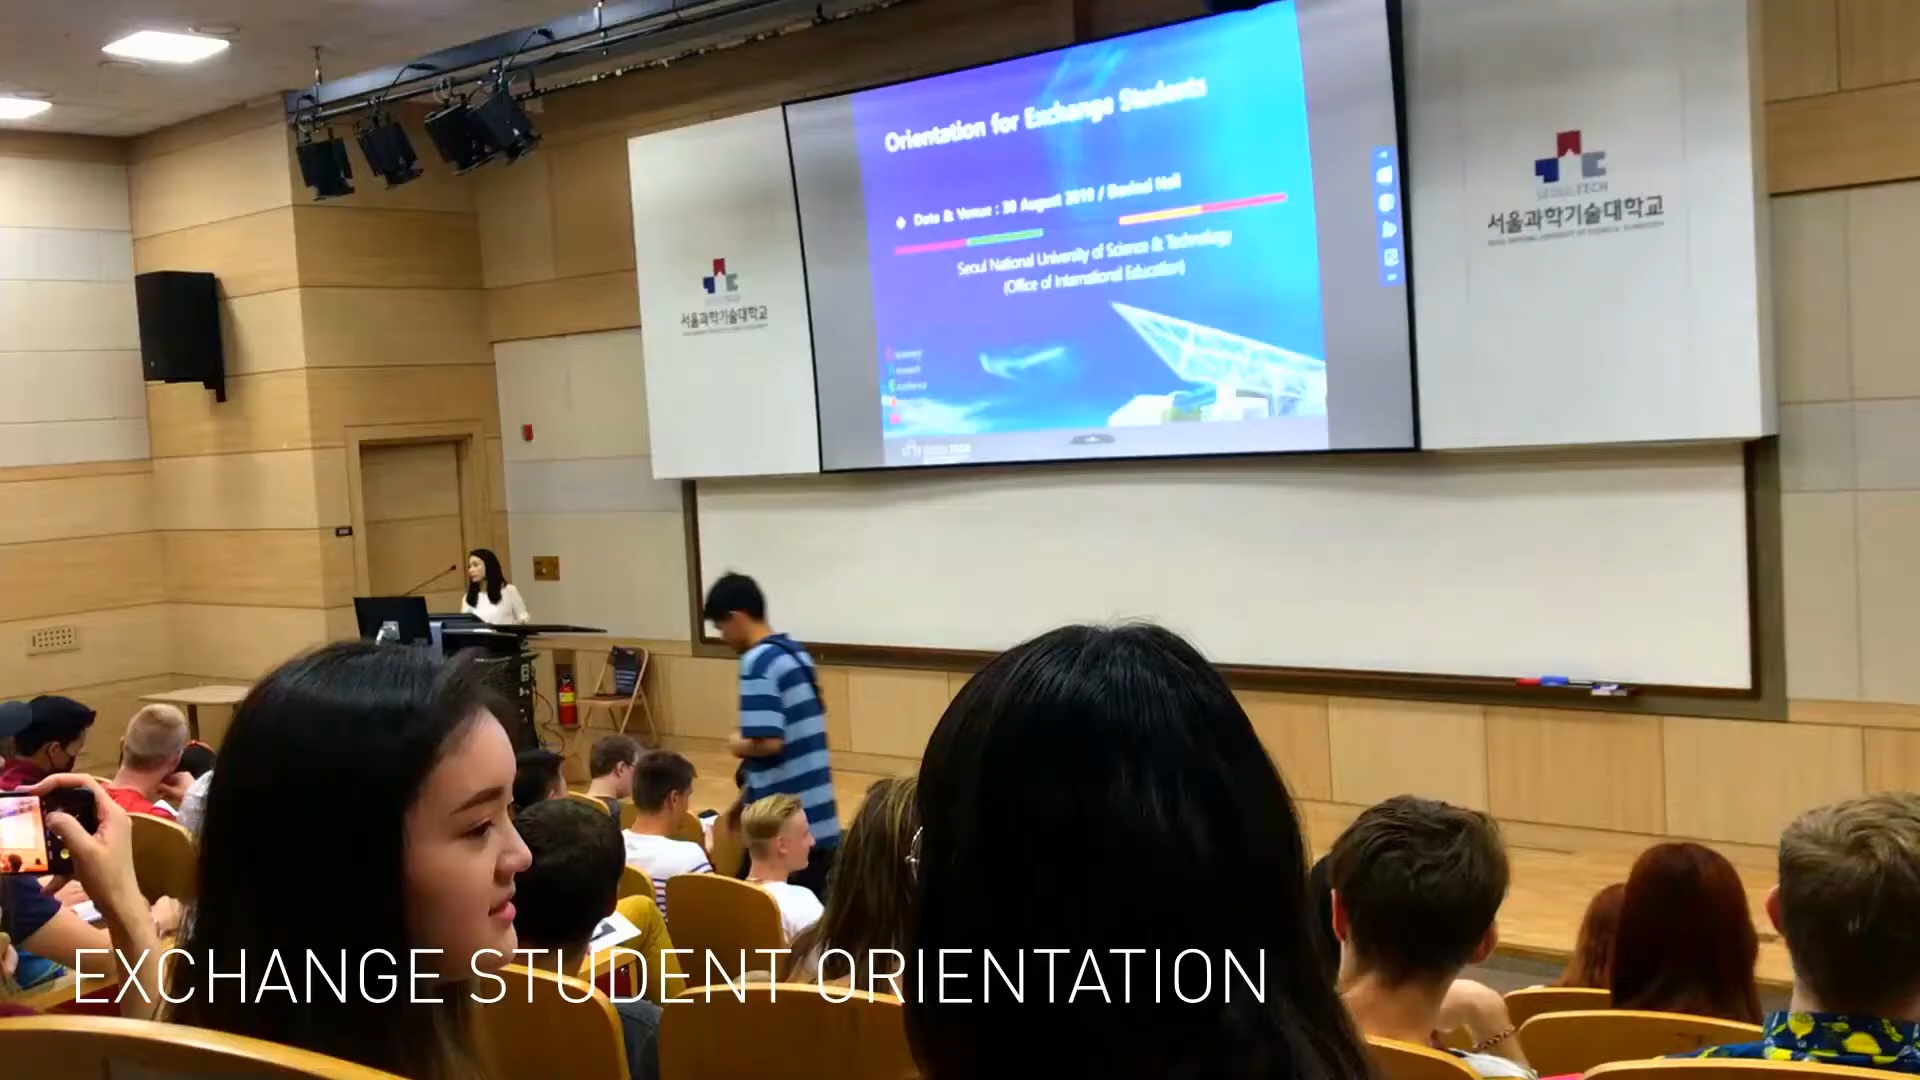 Orientation for Exchange Students
Date & Venue : 30 August 2019 /
Seoul National University of Science & Technology
(Office of International Education)
SEOULTECH
서울과학기술대학교
SEOULTECH
서울과학기술대학교
EXCHANGE STUDENT ORIENTATION